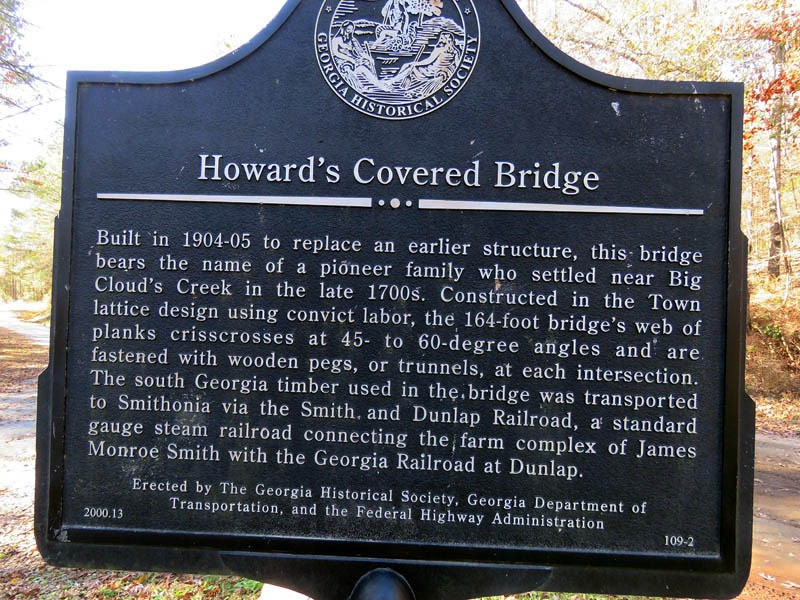 GEORGIA HISTORICAL SOCIETY
Howard's Covered Bridge
Built in 1904-05 to replace an earlier structure, this bridge
bears the name of a pioneer family who settled near Big
Cloud's Creek in the late 1700s. Constructed in the Town
lattice design using convict labor, the 164-foot bridge's web of
planks crisscrosses at 45- to 60-degree angles and are
fastened with wooden pegs, or trunnels, at each intersection.
The south Georgia timber used in the bridge was transported
to Smithonia via the Smith and Dunlap Railroad, a standard
gauge steam railroad connecting the farm complex of James
Monroe Smith with the Georgia Railroad at Dunlap.
Erected by The Georgia Historical Society, Georgia Department of
Transportation, and the Federal Highway Administration
2000.13
109-2